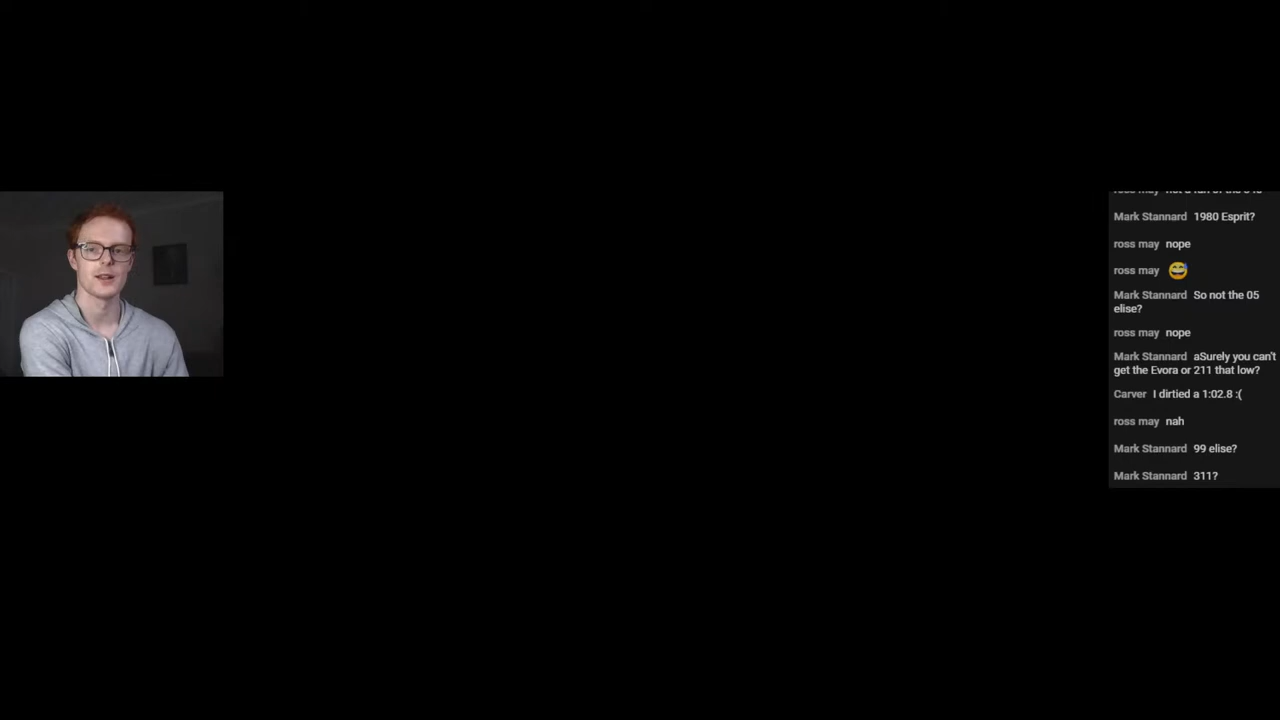 Mark Stannard 1980 Esprit?
ross may nope
ross may 😅
Mark Stannard So not the 05
elise?
ross may nope
Mark Stannard aSurely you can't
get the Evora or 211 that low?
Carver I dirtied a 1:02.8 :(
ross may nah
Mark Stannard 99 elise?
Mark Stannard 311?